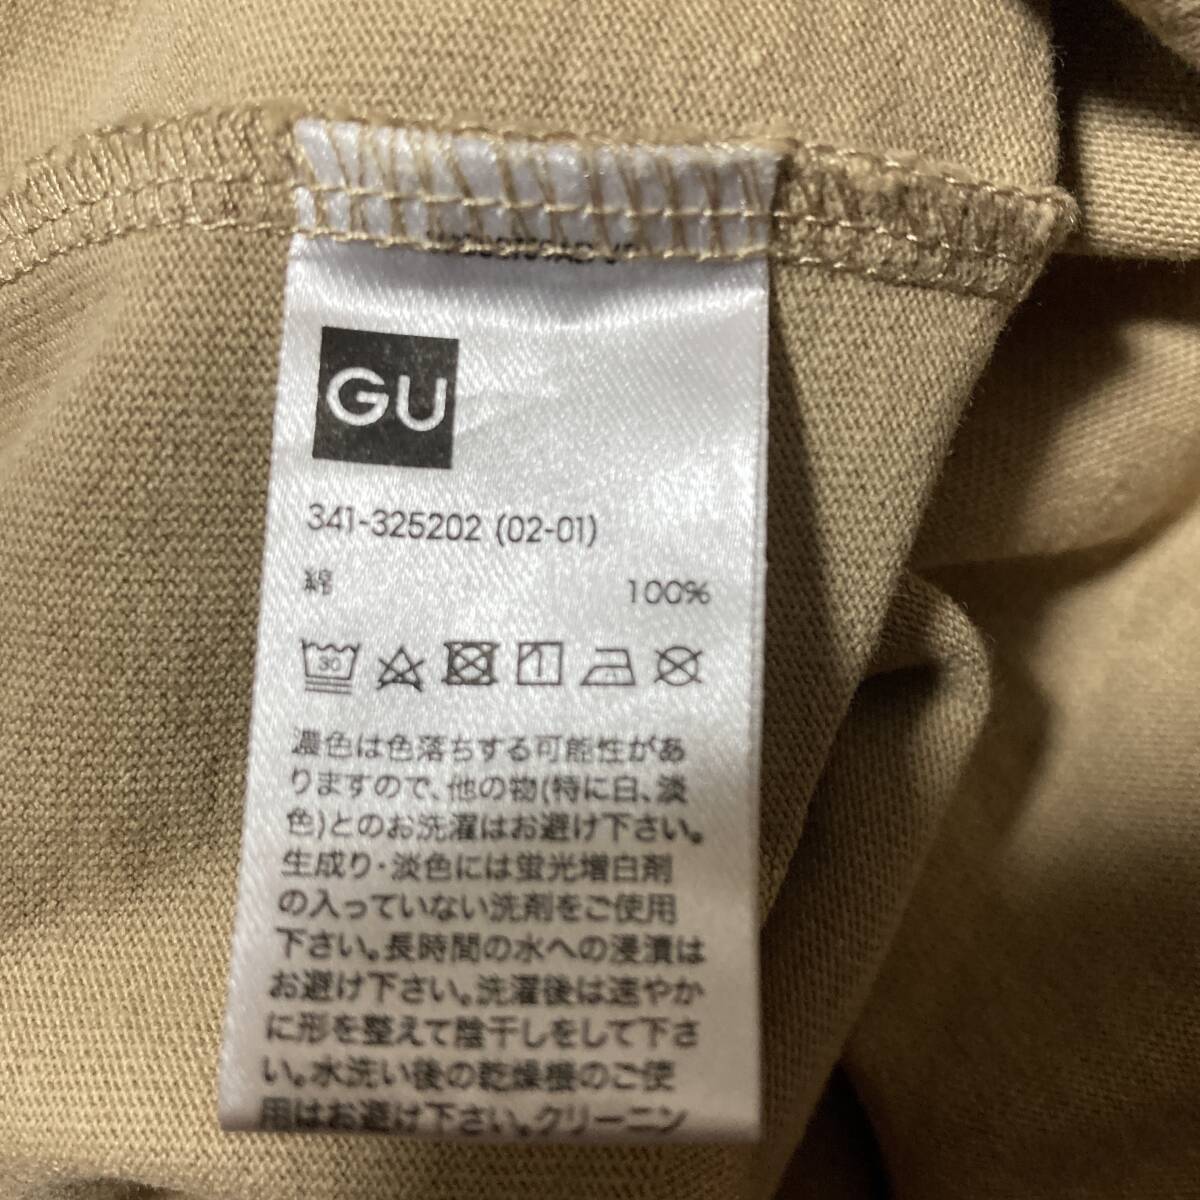 GU
341-325202 (02-01)
綿 100%
30
濃色は色落ちする可能性があ
りますので、他の物(特に白、淡
色)とのお洗濯はお避け下さい。
生成り・淡色には蛍光増白剤
の入っていない洗剤をご使用
下さい。長時間の水への浸漬は
お避け下さい。洗濯後は速やか
に形を整えて陰干しをして下さ
い。水洗い後の乾燥機のご使
用はお避け下さい。クリーニン